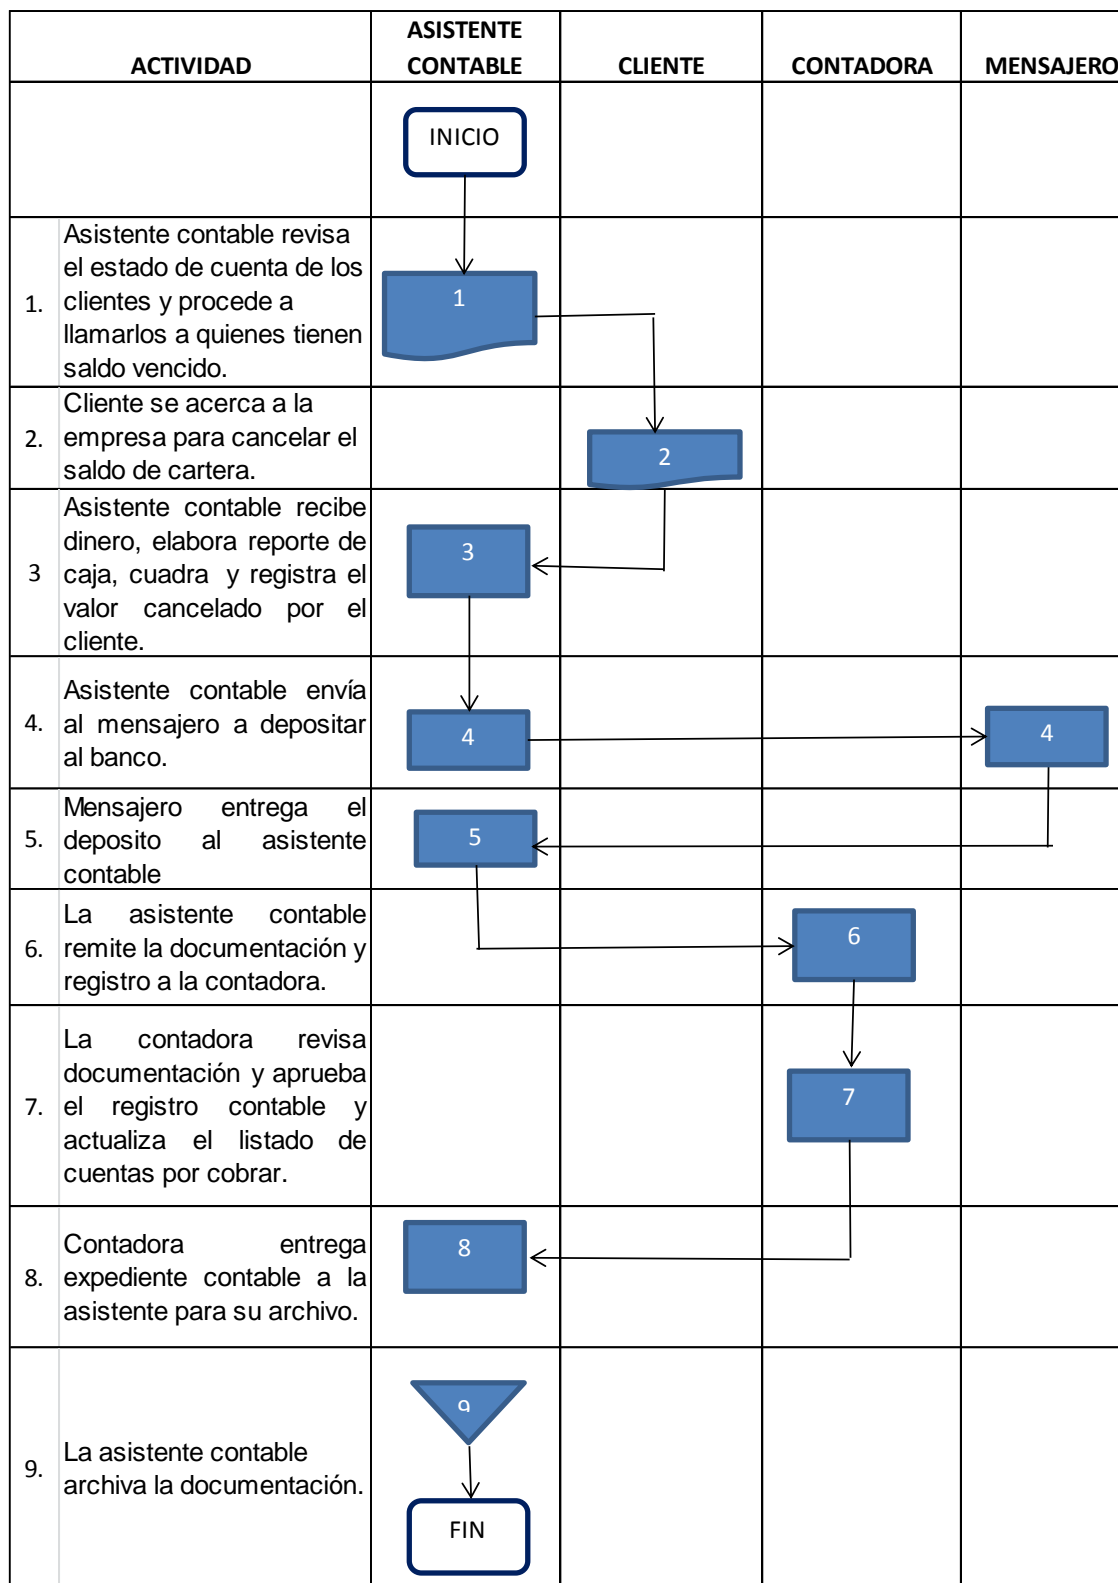 ACTIVIDAD
ASISTENTE
CONTABLE
CLIENTE
CONTADORA
MENSAJERO
INICIO
1.
Asistente contable revisa
el estado de cuenta de los
clientes y procede a
llamarlos a quienes tienen
saldo vencido.
1
2.
Cliente se acerca a la
empresa para cancelar el
saldo de cartera.
2
3
Asistente contable recibe
dinero, elabora reporte de
caja, cuadra y registra el
valor cancelado por el
cliente.
3
4.
Asistente contable envía
al mensajero a depositar
al banco.
4
4
5.
Mensajero entrega el
deposito al asistente
contable
5
6.
La asistente contable
remite la documentación y
registro a la contadora.
6
7.
La contadora revisa
documentación y aprueba
el registro contable y
actualiza el listado de
cuentas por cobrar.
7
8.
Contadora entrega
expediente contable a la
asistente para su archivo.
8
9.
La asistente contable
archiva la documentación.
9
FIN